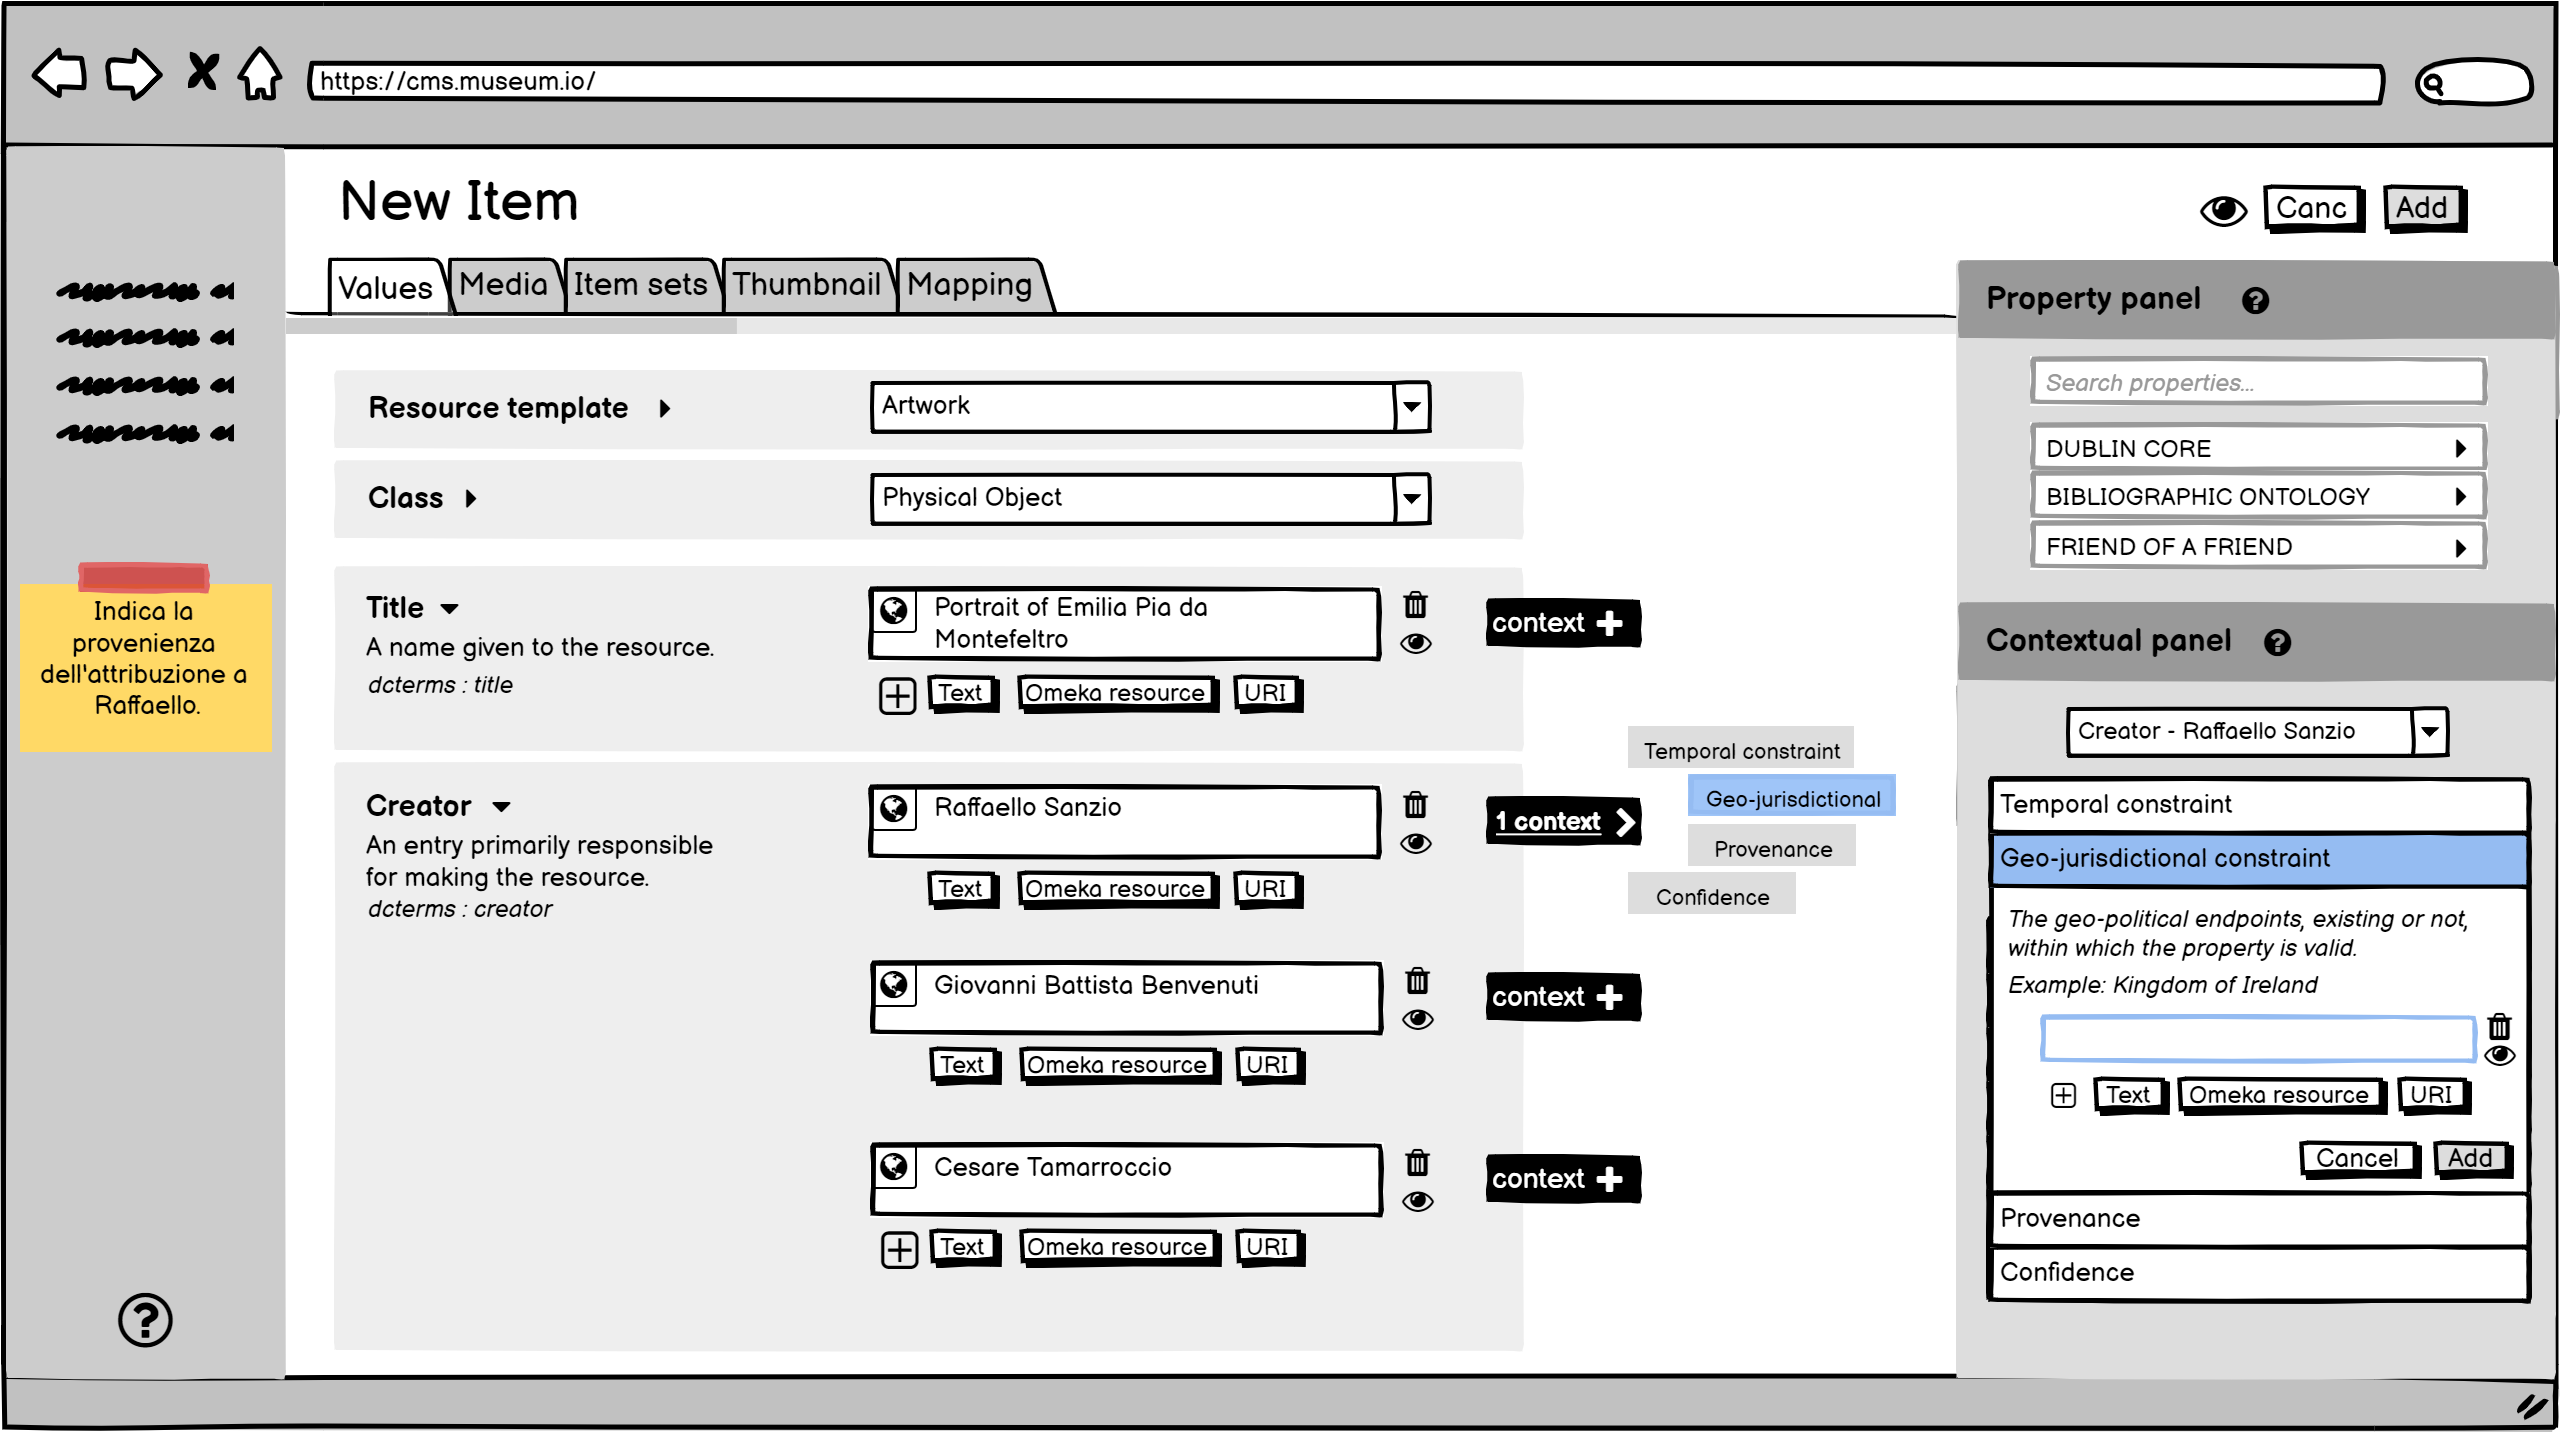 https://cms.museum.io/
New Item
Canc
Add
Values
Media
Item sets
Thumbnail
Mapping
Indica la
provenienza
dell'attribuzione a
Raffaello.
Resource template
Artwork
Class
Physical Object
Title
A name given to the resource.
dcterms : title
Portrait of Emilia Pia da
Montefeltro
Text
Omeka resource
URI
context
Creator
An entry primarily responsible
for making the resource.
dcterms : creator
Raffaello Sanzio
Text
Omeka resource
URI
1 context
Temporal constraint
Geo-jurisdictional
Provenance
Confidence
Giovanni Battista Benvenuti
Text
Omeka resource
URI
context
Cesare Tamarroccio
Text
Omeka resource
URI
context
Property panel
Search properties...
DUBLIN CORE
BIBLIOGRAPHIC ONTOLOGY
FRIEND OF A FRIEND
Contextual panel
Creator - Raffaello Sanzio
Temporal constraint
Geo-jurisdictional constraint
The geo-political endpoints, existing or not,
within which the property is valid.
Example: Kingdom of Ireland
Text
Omeka resource
URI
Cancel
Add
Provenance
Confidence